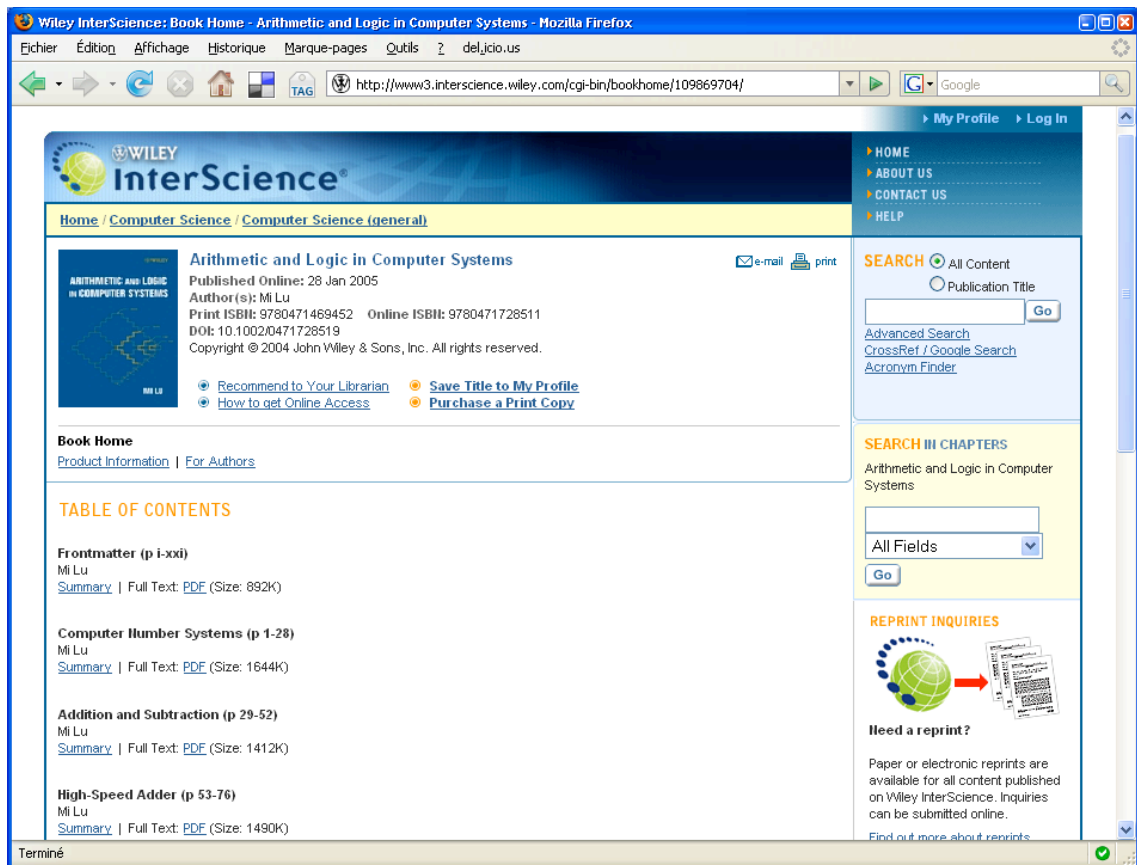 Wiley InterScience: Book Home - Arithmetic and Logic in Computer Systems - Mozilla Firefox
Fichier Édition Affichage Historique Marque-pages Outils ? del.icio.us
TAG http://www3.interscience.wiley.com/cgi-bin/bookhome/109869704/ G Google
My Profile Log In
WILEY
InterScience®
HOME
ABOUT US
CONTACT US
HELP
Home / Computer Science / Computer Science (general)
ARITHMETIC AND LOGIC
IN COMPUTER SYSTEMS
MI LU
Arithmetic and Logic in Computer Systems
e-mail print
Published Online: 28 Jan 2005
Author(s): Mi Lu
Print ISBN: 9780471469452 Online ISBN: 9780471728511
DOI: 10.1002/0471728519
Copyright © 2004 John Wiley & Sons, Inc. All rights reserved.
Recommend to Your Librarian Save Title to My Profile
How to get Online Access Purchase a Print Copy
Book Home
Product Information | For Authors
TABLE OF CONTENTS
Frontmatter (p i-xxi)
Mi Lu
Summary | Full Text: PDF (Size: 892K)
Computer Number Systems (p 1-28)
Mi Lu
Summary | Full Text: PDF (Size: 1644K)
Addition and Subtraction (p 29-52)
Mi Lu
Summary | Full Text: PDF (Size: 1412K)
High-Speed Adder (p 53-76)
Mi Lu
Summary | Full Text: PDF (Size: 1490K)
SEARCH All Content
Publication Title
Go
Advanced Search
CrossRef / Google Search
Acronym Finder
SEARCH IN CHAPTERS
Arithmetic and Logic in Computer
Systems
All Fields
Go
REPRINT INQUIRIES
Need a reprint?
Paper or electronic reprints are
available for all content published
on Wiley InterScience. Inquiries
can be submitted online.
Find out more about reprints
Terminé